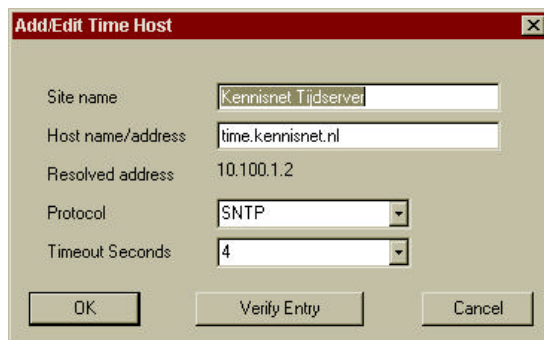 Add/Edit Time Host
Site name Kennisnet Tijdserver
Host name/address time.kennisnet.nl
Resolved address 10.100.1.2
Protocol SNTP
Timeout Seconds 4
OK Verify Entry Cancel